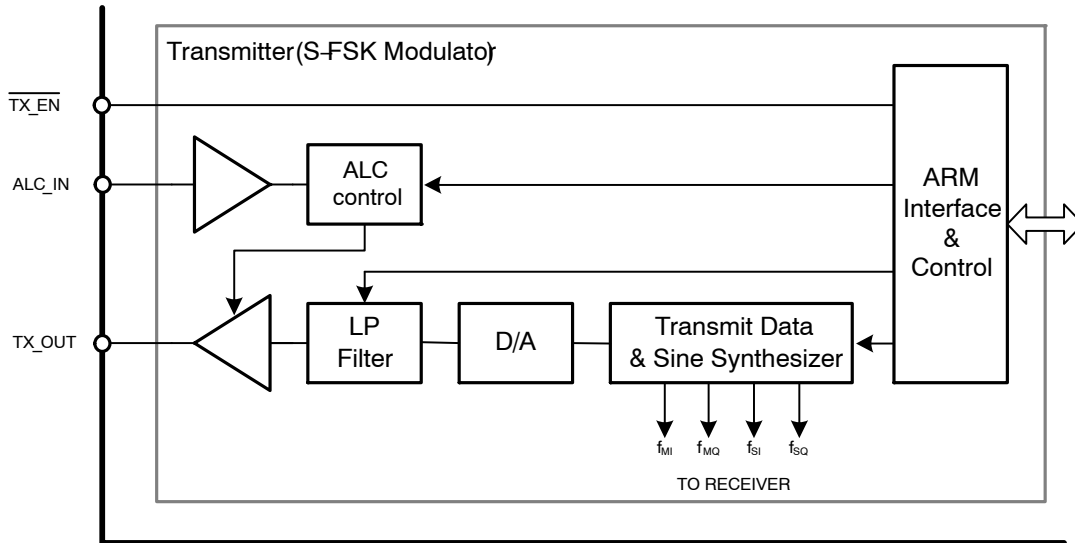 Transmitter(S–FSK Modulator)
TX_EN
ALC_IN
ALC
control
ARM
Interface
&
Control
TX_OUT
LP
Filter
D/A
Transmit Data
& Sine Synthesizer
fMI
fMQ
fSI
fSQ
TO RECEIVER